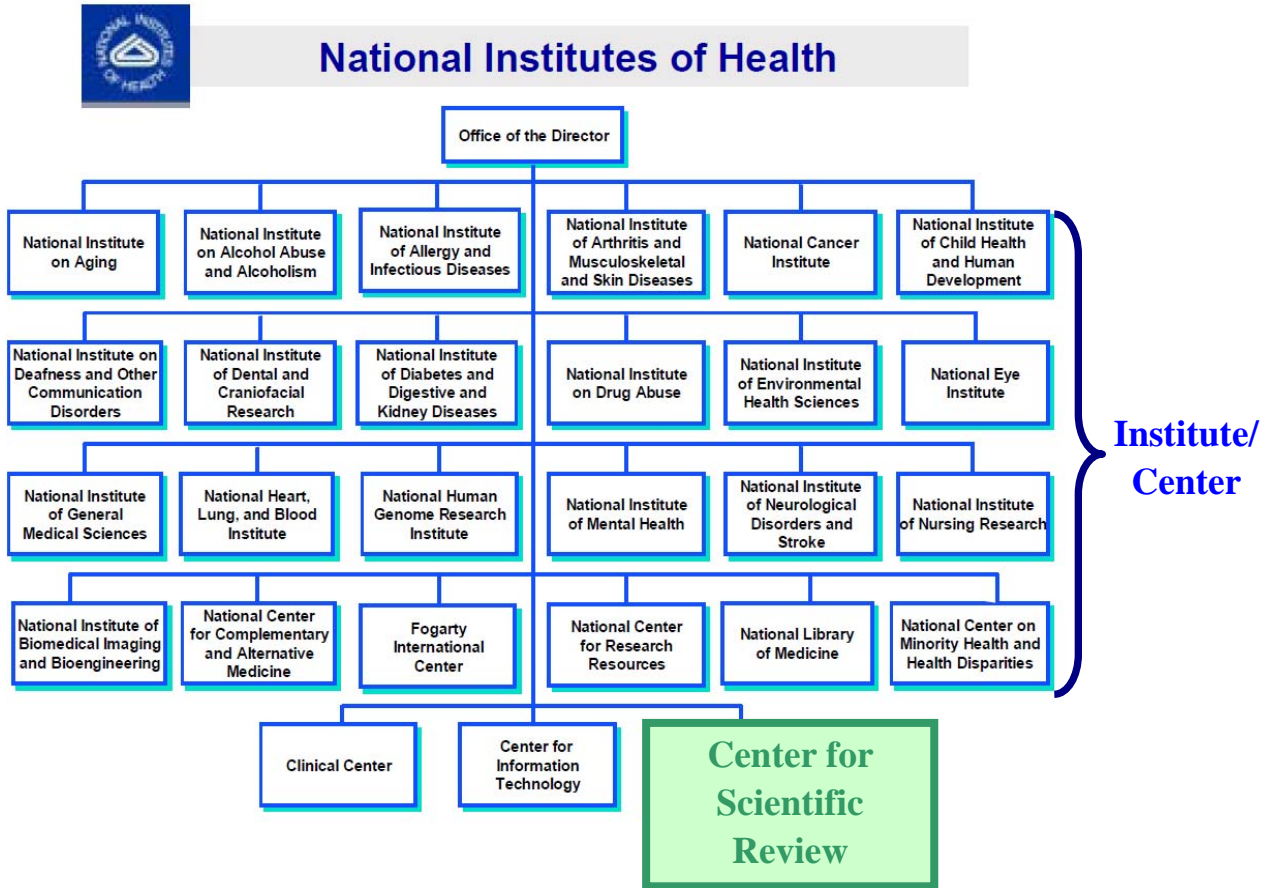 NATIONAL INSTITUTES
OF HEALTH
National Institutes of Health
Office of the Director
National Institute
on Aging
National Institute
on Alcohol Abuse
and Alcoholism
National Institute
of Allergy and
Infectious Diseases
National Institute
of Arthritis and
Musculoskeletal
and Skin Diseases
National Cancer
Institute
National Institute
of Child Health
and Human
Development
National Institute on
Deafness and Other
Communication
Disorders
National Institute
of Dental and
Craniofacial
Research
National Institute
of Diabetes and
Digestive and
Kidney Diseases
National Institute
on Drug Abuse
National Institute
of Environmental
Health Sciences
National Eye
Institute
Institute/
Center
National Institute
of General
Medical Sciences
National Heart,
Lung, and Blood
Institute
National Human
Genome Research
Institute
National Institute
of Mental Health
National Institute
of Neurological
Disorders and
Stroke
National Institute
of Nursing Research
National Institute of
Biomedical Imaging
and Bioengineering
National Center
for Complementary
and Alternative
Medicine
Fogarty
International
Center
National Center
for Research
Resources
National Library
of Medicine
National Center on
Minority Health and
Health Disparities
Clinical Center
Center for
Information
Technology
Center for
Scientific
Review